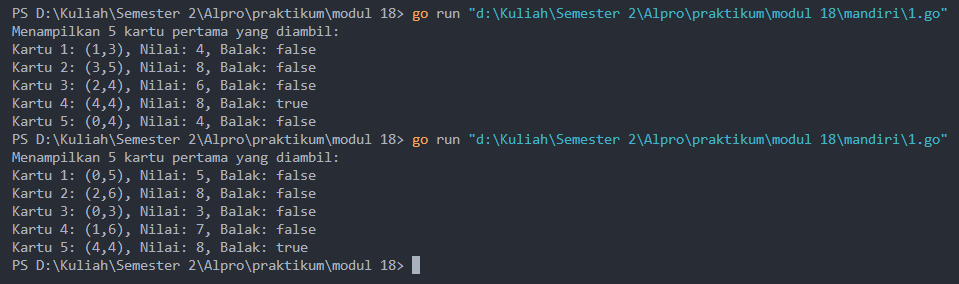 PS D:\Kuliah\Semester 2\Alpro\praktikum\modul 18> go run "d:\Kuliah\Semester 2\Alpro\praktikum\modul 18\mandiri\1.go"
Menampilkan 5 kartu pertama yang diambil:
Kartu 1: (1,3), Nilai: 4, Balak: false
Kartu 2: (3,5), Nilai: 8, Balak: false
Kartu 3: (2,4), Nilai: 6, Balak: false
Kartu 4: (4,4), Nilai: 8, Balak: true
Kartu 5: (0,4), Nilai: 4, Balak: false
PS D:\Kuliah\Semester 2\Alpro\praktikum\modul 18> go run "d:\Kuliah\Semester 2\Alpro\praktikum\modul 18\mandiri\1.go"
Menampilkan 5 kartu pertama yang diambil:
Kartu 1: (0,5), Nilai: 5, Balak: false
Kartu 2: (2,6), Nilai: 8, Balak: false
Kartu 3: (0,3), Nilai: 3, Balak: false
Kartu 4: (1,6), Nilai: 7, Balak: false
Kartu 5: (4,4), Nilai: 8, Balak: true
PS D:\Kuliah\Semester 2\Alpro\praktikum\modul 18>